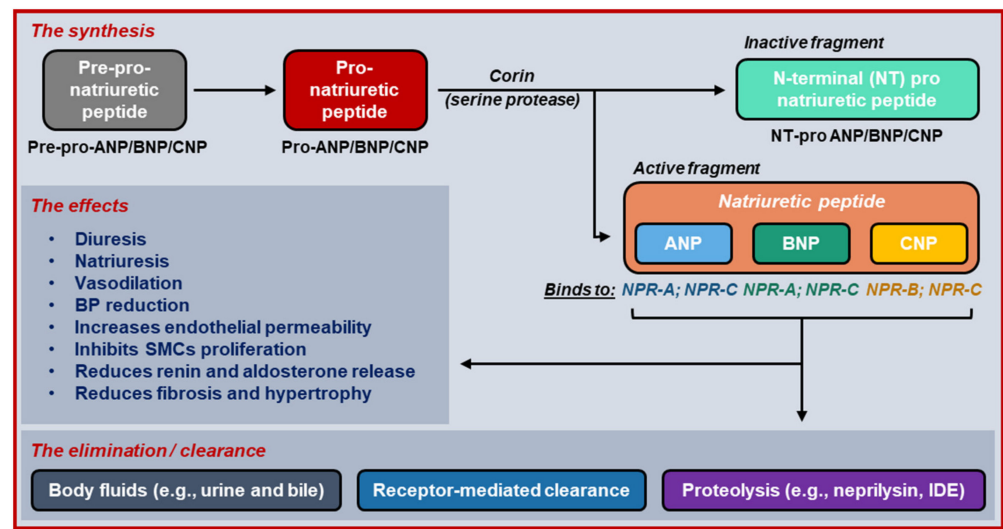 The synthesis
Pre-pro-
natriuretic
peptide
Pre-pro-ANP/BNP/CNP
Pro-
natriuretic
peptide
Pro-ANP/BNP/CNP
Corin
(serine protease)
Inactive fragment
N-terminal (NT) pro
natriuretic peptide
NT-pro ANP/BNP/CNP
Active fragment
Natriuretic peptide
ANP
BNP
CNP
Binds to: NPR-A; NPR-C NPR-A; NPR-C NPR-B; NPR-C
The effects
• Diuresis
• Natriuresis
• Vasodilation
• BP reduction
• Increases endothelial permeability
• Inhibits SMCs proliferation
• Reduces renin and aldosterone release
• Reduces fibrosis and hypertrophy
The elimination / clearance
Body fluids (e.g., urine and bile)
Receptor-mediated clearance
Proteolysis (e.g., neprilysin, IDE)